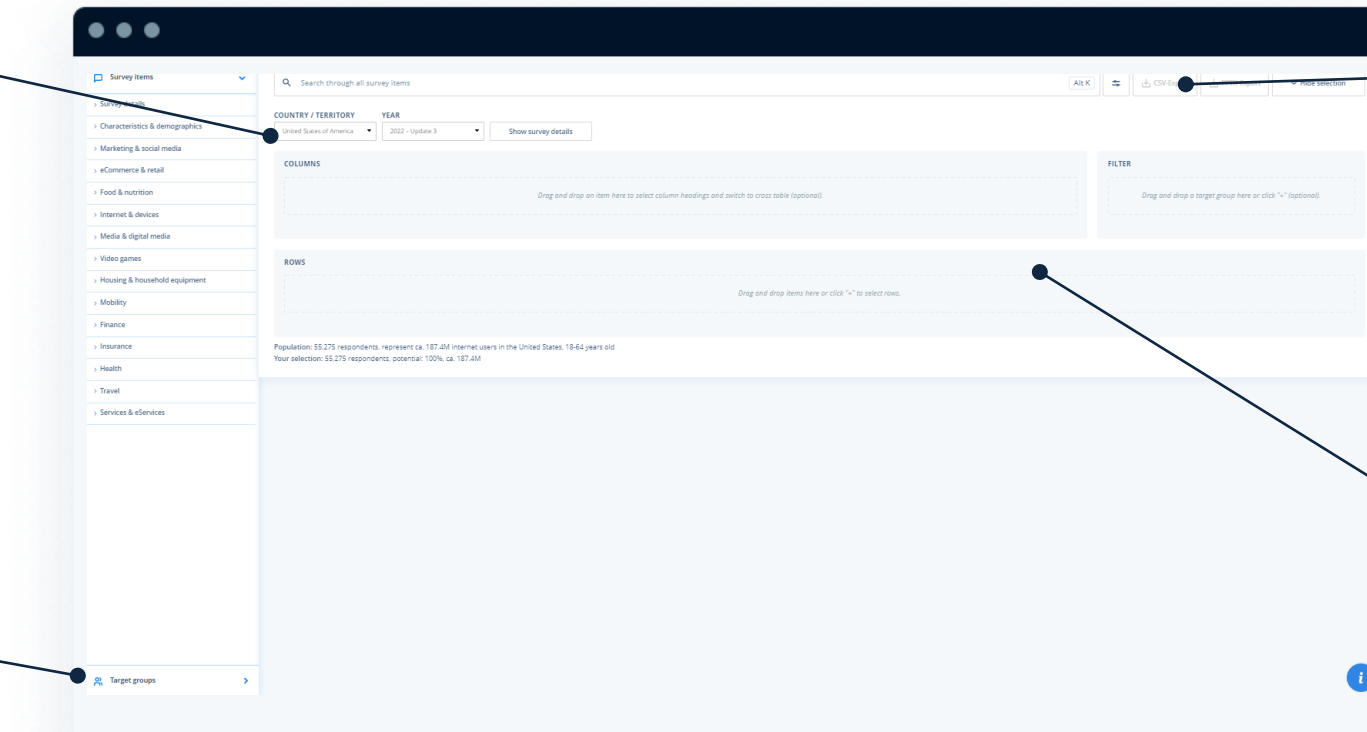 Survey items
Search through all survey items
Alt K
CSV-Ex
Hide selection
Survey details
Characteristics & demographics
Marketing & social media
eCommerce & retail
Food & nutrition
Internet & devices
Media & digital media
Video games
Housing & household equipment
Mobility
Finance
Insurance
Health
Travel
Services & eServices
Target groups
COUNTRY / TERRITORY
YEAR
United States of America
2022 - Update 3
Show survey details
COLUMNS
Drag and drop an item here to select column headings and switch to cross table (optional).
FILTER
Drag and drop a target group here or click "+" (optional).
ROWS
Drag and drop items here or click "+" to select rows.
Population: 55,275 respondents, represent ca. 187.4M internet users in the United States, 18-64 years old
Your selection: 55,275 respondents, potential: 100%, ca. 187.4M
i